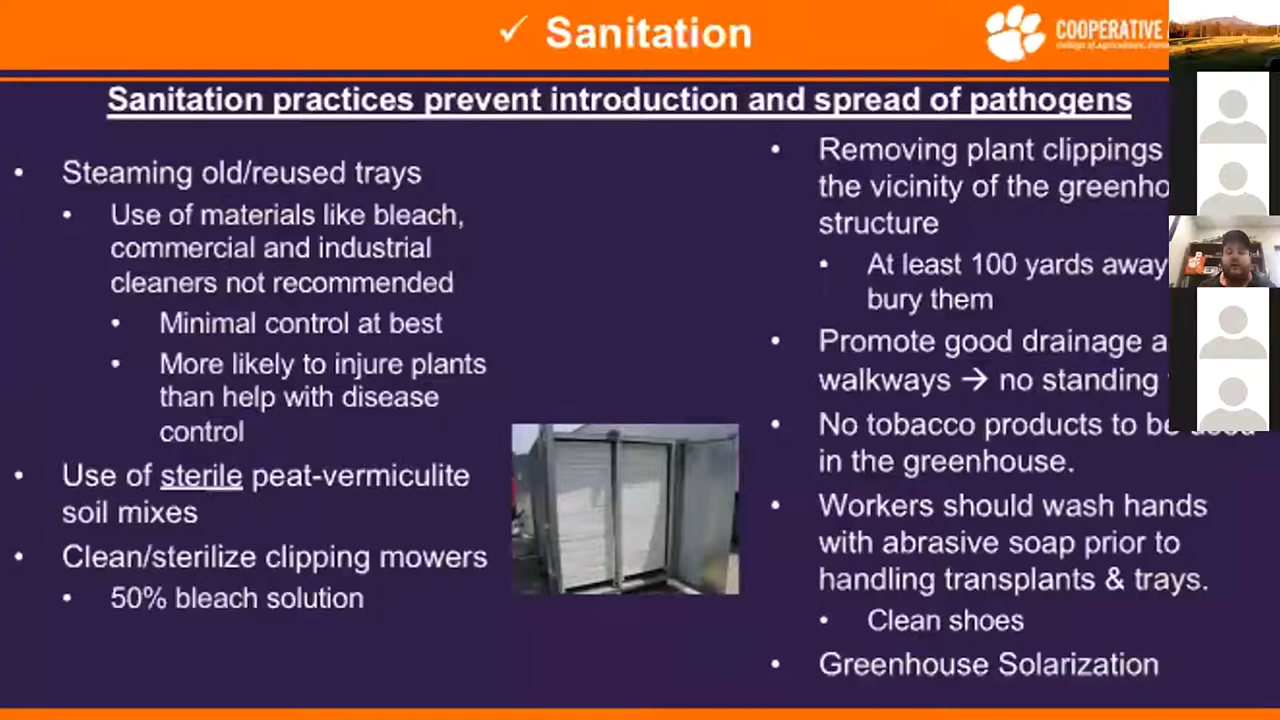 ✓ Sanitation
COOPERATIVE
Sanitation practices prevent introduction and spread of pathogens
• Steaming old/reused trays
• Use of materials like bleach,
commercial and industrial
cleaners not recommended
• Minimal control at best
• More likely to injure plants
than help with disease
control
• Use of sterile peat-vermiculite
soil mixes
• Clean/sterilize clipping mowers
• 50% bleach solution
• Removing plant clippings
the vicinity of the greenho
structure
• At least 100 yards away
bury them
• Promote good drainage a
walkways → no standing
• No tobacco products to be
in the greenhouse.
• Workers should wash hands
with abrasive soap prior to
handling transplants & trays.
• Clean shoes
• Greenhouse Solarization